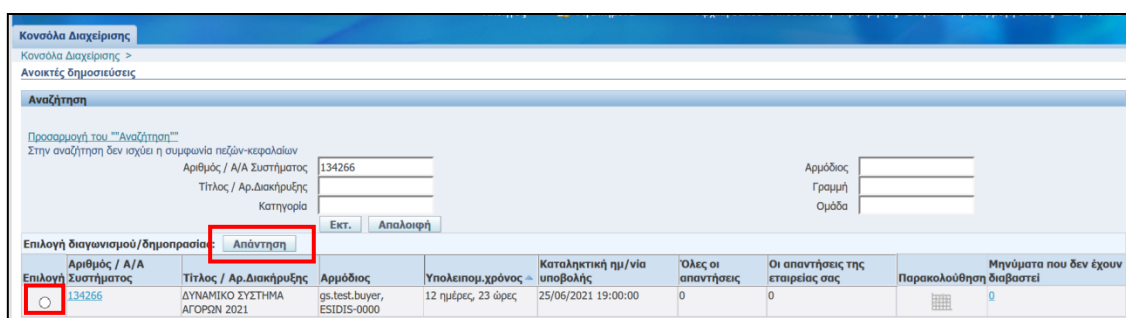 Κονσόλα Διαχείρισης
Κονσόλα Διαχείρισης >
Ανοικτές δημοσιεύσεις
Αναζήτηση
Προσαρμογή του ""Αναζήτηση""
Στην αναζήτηση δεν ισχύει η συμφωνία πεζών-κεφαλαίων
Αριθμός / Α/Α Συστήματος 134266 Αρμόδιος
Τίτλος / Αρ.Διακήρυξης Γραμμή
Κατηγορία Ομάδα
Εκτ. Απαλοιφή
Επιλογή διαγωνισμού/δημοπρασίας: Απάντηση
Επιλογή Αριθμός / Α/Α Συστήματος Τίτλος / Αρ.Διακήρυξης Αρμόδιος Υπολειπομ.χρόνος Καταληκτική ημ/νία υποβολής Όλες οι απαντήσεις Οι απαντήσεις της εταιρείας σας Παρακολούθηση Μηνύματα που δεν έχουν διαβαστεί
134266 ΔΥΝΑΜΙΚΟ ΣΥΣΤΗΜΑ ΑΓΟΡΩΝ 2021 gs.test.buyer, ESIDIS-0000 12 ημέρες, 23 ώρες 25/06/2021 19:00:00 0 0 0